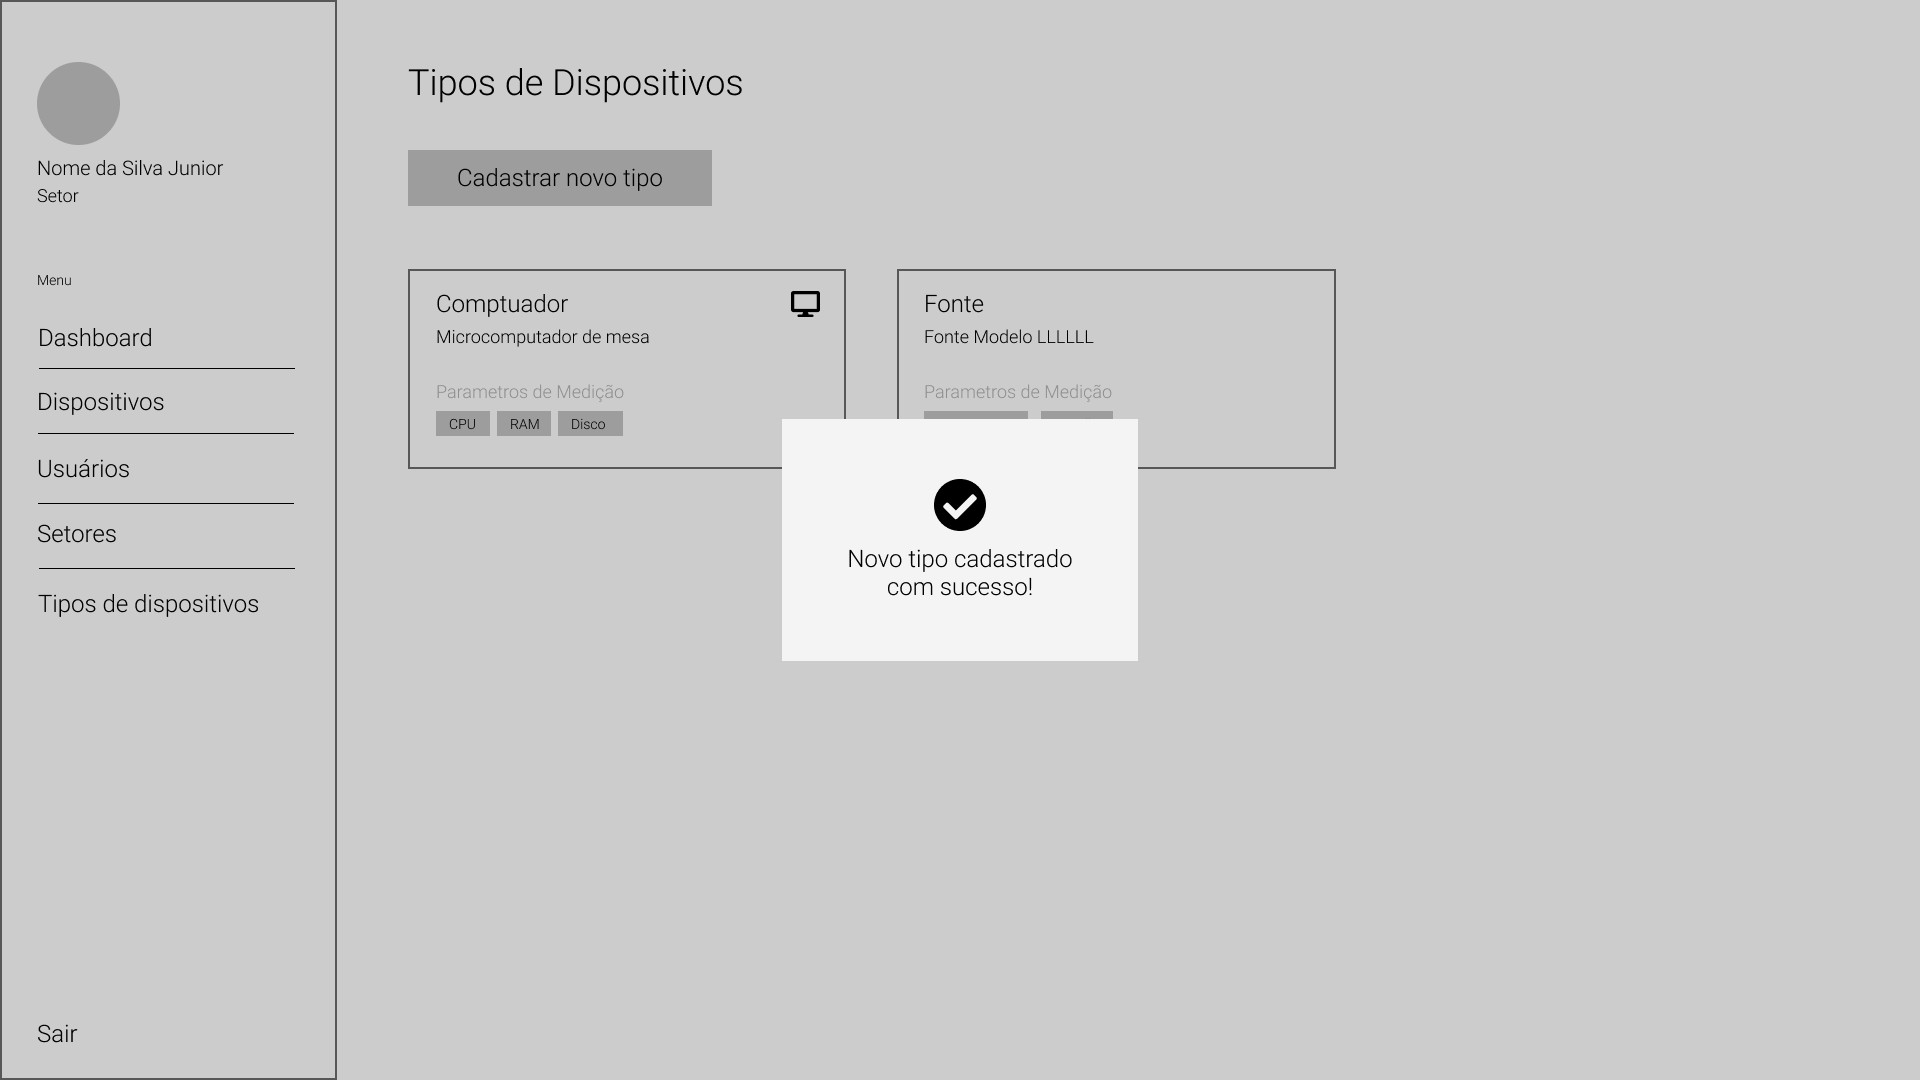 Nome da Silva Junior
Setor
Menu
Dashboard
Dispositivos
Usuários
Setores
Tipos de dispositivos
Sair
Tipos de Dispositivos
Cadastrar novo tipo
Comptuador
Microcomputador de mesa
Parametros de Medição
CPU RAM Disco
Fonte
Fonte Modelo LLLLLL
Parametros de Medição
Novo tipo cadastrado
com sucesso!